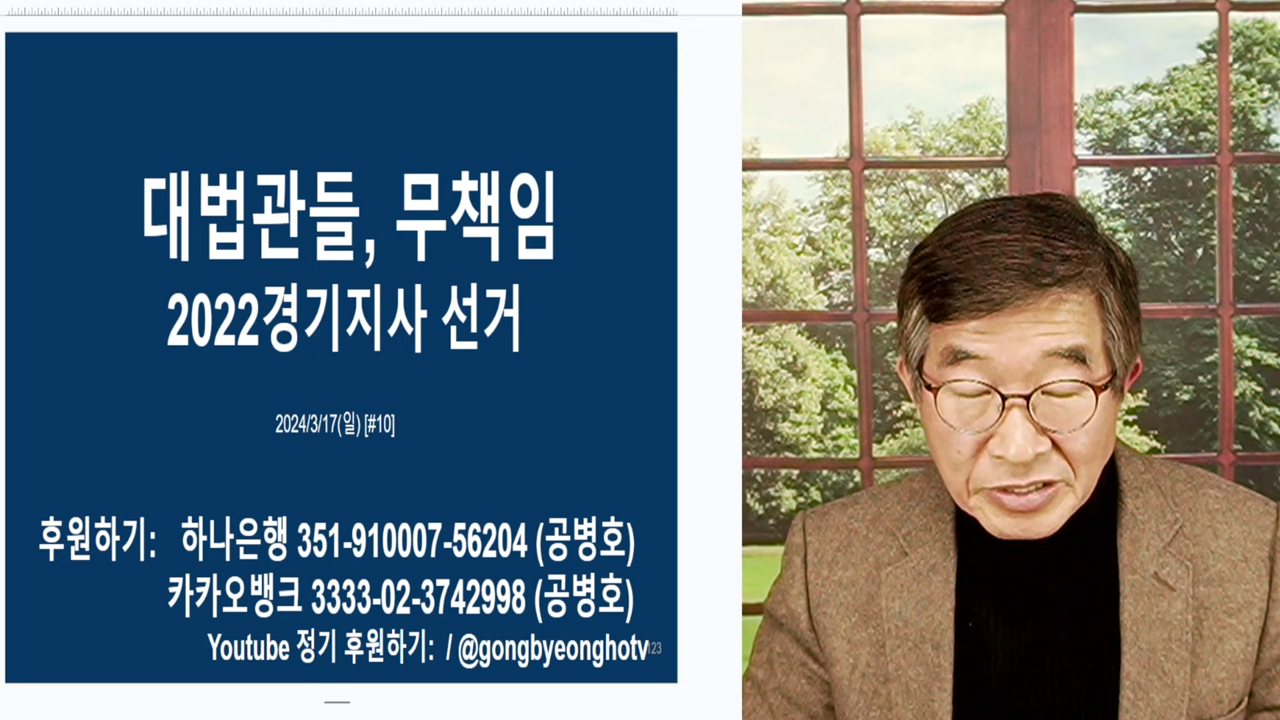 대법관들, 무책임
2022경기지사 선거
2024/3/17(일) [#10]
후원하기: 하나은행 351-910007-56204 (공병호)
카카오뱅크 3333-02-3742998 (공병호)
Youtube 정기 후원하기: / @gongbyeonghotv
123